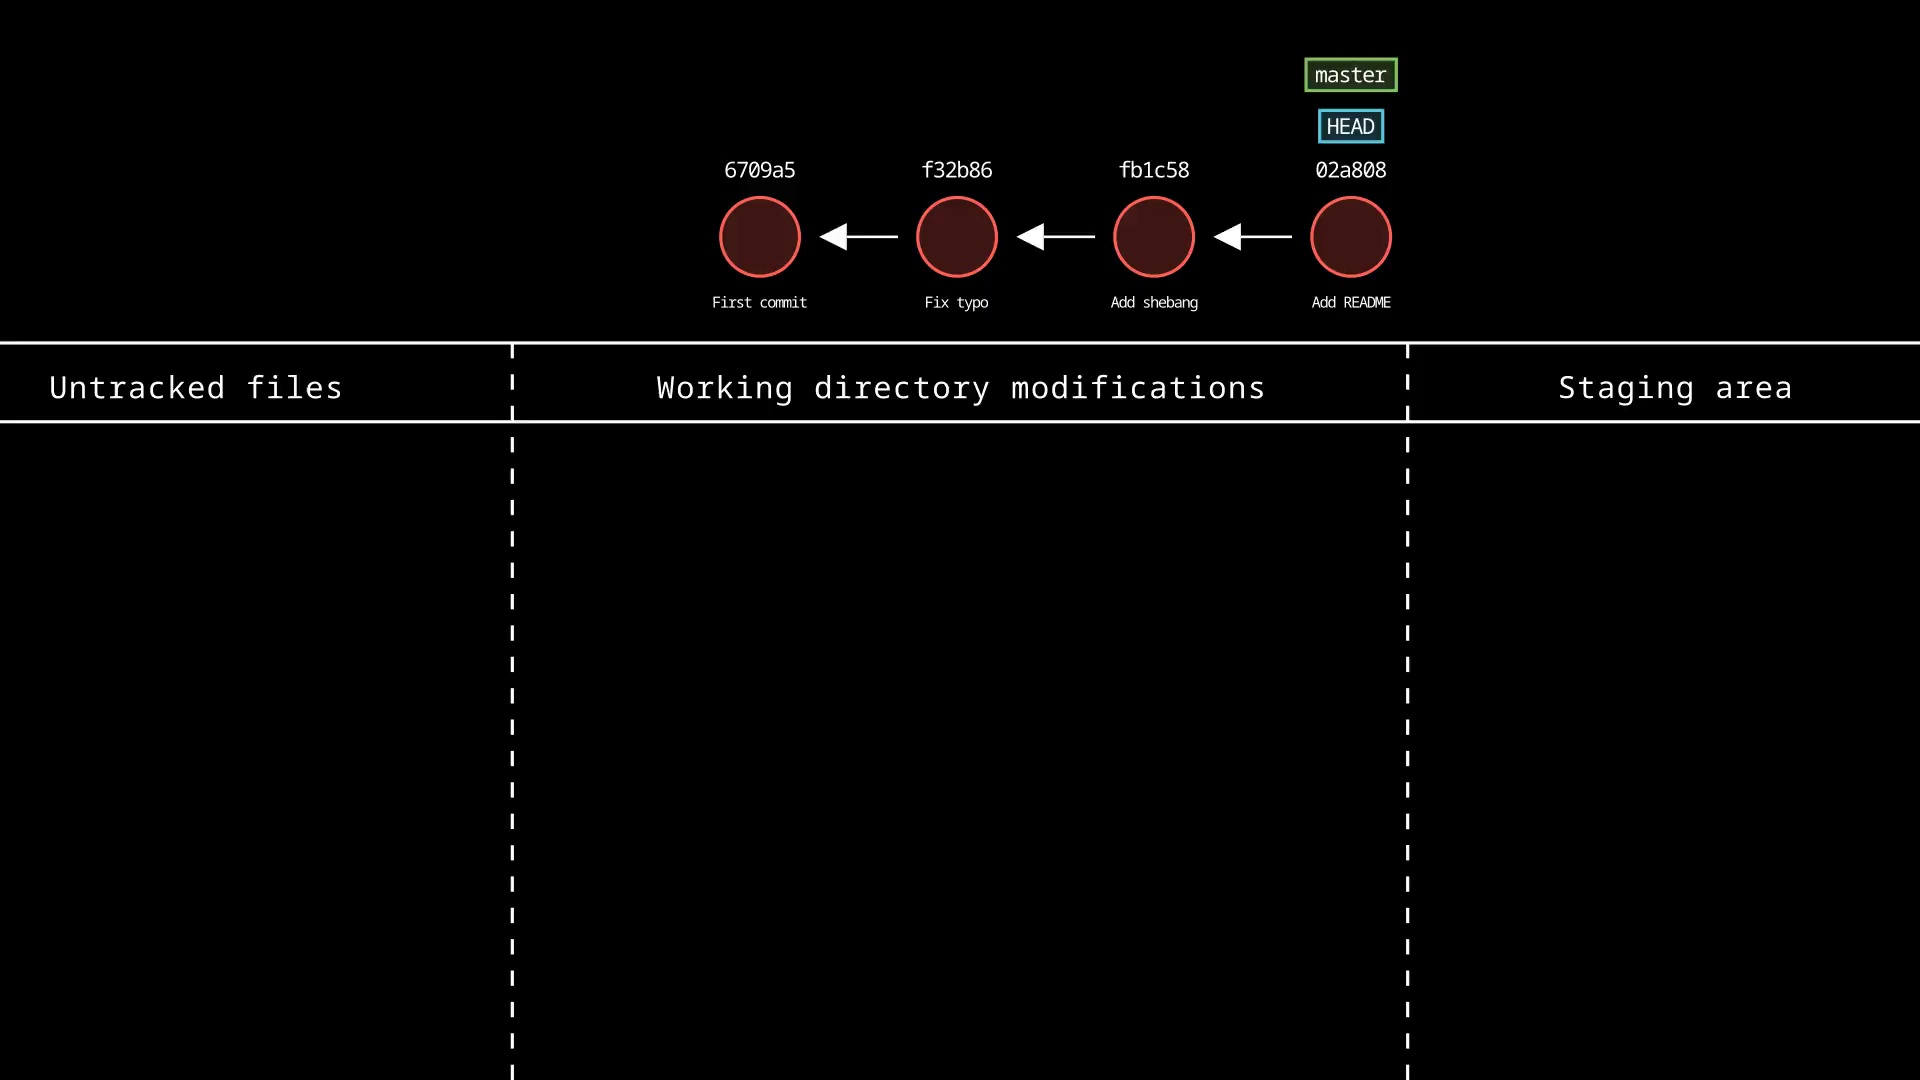 master
HEAD
6709a5 f32b86 fb1c58 02a808
First commit Fix typo Add shebang Add README
Untracked files Working directory modifications Staging area